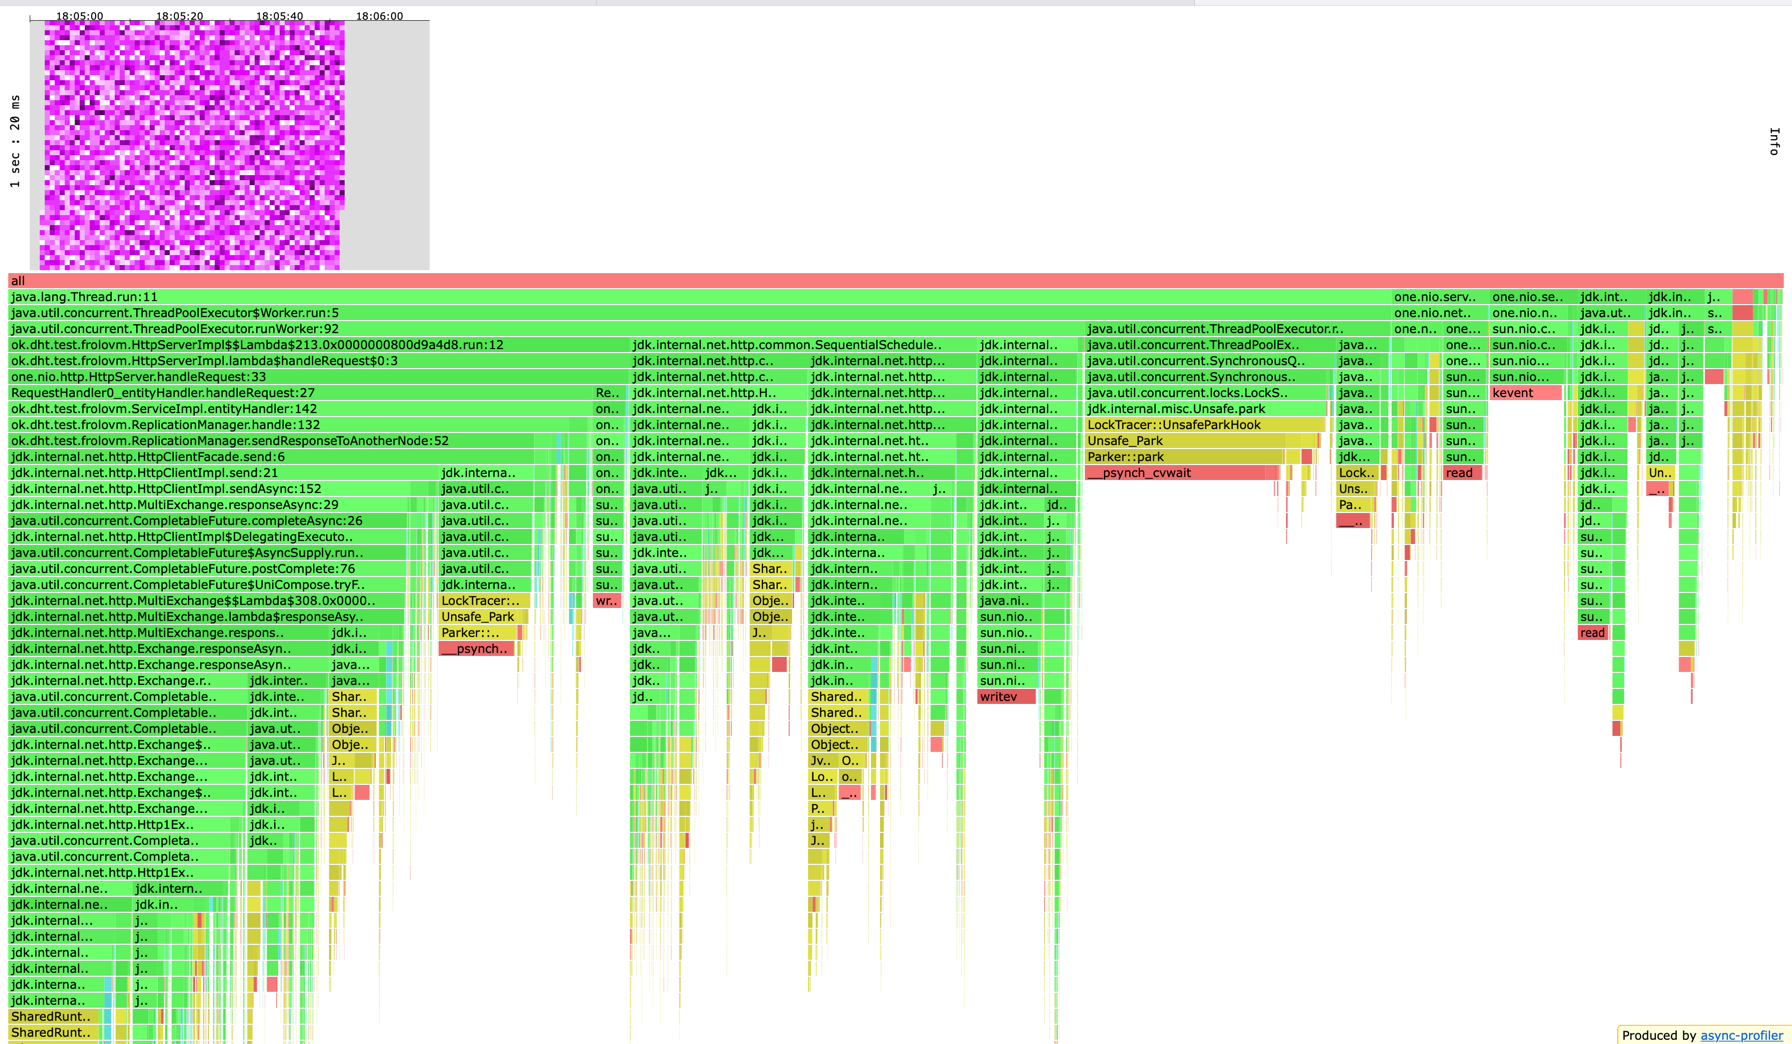 18:05:00 18:05:20 18:05:40 18:06:00
1 sec : 20 ms
Info
all
java.lang.Thread.run:11 one.nio.serv.. one.nio.se.. jdk.int.. jdk.in.. j..
java.util.concurrent.ThreadPoolExecutor$Worker.run:5 one.nio.net.. one.nio.n.. java.ut.. jdk.in.. s..
java.util.concurrent.ThreadPoolExecutor.runWorker:92 java.util.concurrent.ThreadPoolExecutor.r.. one.n.. one... sun.nio.c.. jdk.i.. jd.. j.. s..
ok.dht.test.frolovm.HttpServerImpl$$Lambda$213.0x0000000800d9a4d8.run:12 jdk.internal.net.http.common.SequentialSchedule.. jdk.internal.. java.util.concurrent.ThreadPoolEx.. java... one... sun.nio.c.. jdk.i.. jd.. j..
ok.dht.test.frolovm.HttpServerImpl.lambda$handleRequest$0:3 jdk.internal.net.http.c.. jdk.internal.net.http... jdk.internal.. java.util.concurrent.SynchronousQ.. java.. one... sun.nio... jdk.i.. jd.. j..
one.nio.http.HttpServer.handleRequest:33 jdk.internal.net.http.c.. jdk.internal.net.http... jdk.internal.. java.util.concurrent.Synchronous.. java.. sun... sun.nio... jdk.i.. ja.. j..
RequestHandler0_entityHandler.handleRequest:27 Re.. jdk.internal.net.http.H.. jdk.internal.net.http... jdk.internal.. java.util.concurrent.locks.LockS.. java.. sun... kevent jdk.i.. ja.. j..
ok.dht.test.frolovm.ServiceImpl.entityHandler:142 on.. jdk.internal.ne.. jdk.i.. jdk.internal.net.http... jdk.internal.. jdk.internal.misc.Unsafe.park java.. sun.. jdk.i.. ja.. j..
ok.dht.test.frolovm.ReplicationManager.handle:132 on.. jdk.internal.ne.. jdk.i.. jdk.internal.net.http... jdk.internal.. LockTracer::UnsafeParkHook java.. sun.. jdk.i.. ja.. j..
ok.dht.test.frolovm.ReplicationManager.sendResponseToAnotherNode:52 on.. jdk.internal.ne.. jdk.i.. jdk.internal.net.ht.. jdk.internal.. Unsafe_Park java.. sun.. jdk.i.. ja.. j..
jdk.internal.net.http.HttpClientFacade.send:6 on.. jdk.internal.ne.. jdk.i.. jdk.internal.net.ht.. jdk.internal.. Parker::park jdk... sun.. jdk.i.. jd..
jdk.internal.net.http.HttpClientImpl.send:21 jdk.interna.. on.. jdk.inte.. jdk... jdk.i.. jdk.internal.net.h.. jdk.internal.. __psynch_cvwait Lock.. read jdk.i.. Un..
jdk.internal.net.http.HttpClientImpl.sendAsync:152 java.util.c.. on.. java.uti.. j.. jdk.i.. jdk.internal.ne.. j.. jdk.internal.. Uns.. jdk.i.. _..
jdk.internal.net.http.MultiExchange.responseAsync:29 java.util.c.. su.. java.uti.. jdk.i.. jdk.internal.ne.. jdk.int.. jd.. Pa.. jd..
java.util.concurrent.CompletableFuture.completeAsync:26 java.util.c.. su.. java.uti.. jdk.i.. jdk.internal.ne.. jdk.int.. j.. __.. jd..
jdk.internal.net.http.HttpClientImpl$DelegatingExecuto.. java.util.c.. su.. java.uti.. jdk... jdk.interna.. jdk.int.. j.. su..
java.util.concurrent.CompletableFuture$AsyncSupply.run.. java.util.c.. su.. jdk.inte.. jdk... jdk.interna.. jdk.int.. j.. su..
java.util.concurrent.CompletableFuture.postComplete:76 java.util.c.. su.. java.uti.. Shar.. jdk.intern.. jdk.int.. j.. su..
java.util.concurrent.CompletableFuture$UniCompose.tryF.. jdk.interna.. su.. java.ut.. Shar.. jdk.intern.. jdk.int.. j.. su..
jdk.internal.net.http.MultiExchange$$Lambda$308.0x0000.. LockTracer:.. wr.. java.ut.. Obje.. jdk.inte.. java.ni.. su..
jdk.internal.net.http.MultiExchange.lambda$responseAsy.. Unsafe_Park java.ut.. Obje.. jdk.inte.. sun.nio.. su..
jdk.internal.net.http.MultiExchange.respons.. jdk.i.. Parker::.. java... J.. jdk.inte.. sun.nio.. read
jdk.internal.net.http.Exchange.responseAsyn.. jdk.i.. __psynch.. jdk.. jdk.int.. sun.ni..
jdk.internal.net.http.Exchange.responseAsyn.. java... jdk.. jdk.in.. sun.ni..
jdk.internal.net.http.Exchange.r.. jdk.inter.. java... jdk.. jdk.in.. sun.ni..
java.util.concurrent.Completable.. jdk.inte.. Shar.. jd.. Shared.. writev
java.util.concurrent.Completable.. jdk.int.. Shar.. Shared..
java.util.concurrent.Completable.. java.ut.. Obje.. Object..
jdk.internal.net.http.Exchange$.. java.ut.. Obje.. Object..
jdk.internal.net.http.Exchange... java.ut.. J.. Jv.. O..
jdk.internal.net.http.Exchange... jdk.int.. L.. Lo.. o..
jdk.internal.net.http.Exchange$.. jdk.int.. L.. L.. _..
jdk.internal.net.http.Exchange... jdk.i.. P..
jdk.internal.net.http.Http1Ex.. jdk.i.. j..
java.util.concurrent.Completa.. jdk.. J..
java.util.concurrent.Completa..
jdk.internal.net.http.Http1Ex..
jdk.internal.ne.. jdk.intern..
jdk.internal.ne.. jdk.in..
jdk.internal... j..
jdk.internal... j..
jdk.internal.. j..
jdk.internal.. j..
jdk.interna.. j..
jdk.interna.. j..
SharedRunt..
SharedRunt..
Produced by async-profiler